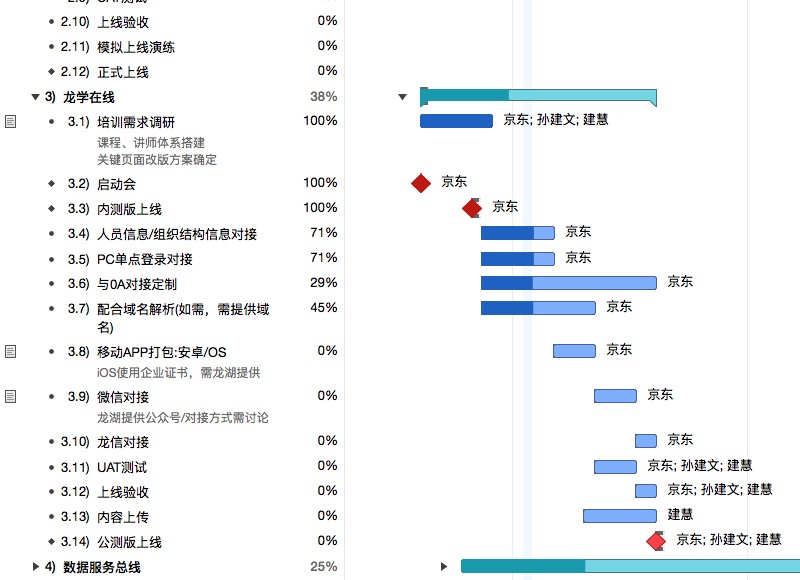 2.10) 上线验收 0%
2.11) 模拟上线演练 0%
2.12) 正式上线 0%
3) 龙学在线 38%
3.1) 培训需求调研 100% 京东; 孙建文; 建慧
课程、讲师体系搭建
关键页面改版方案确定
3.2) 启动会 100% 京东
3.3) 内测版上线 100% 京东
3.4) 人员信息/组织结构信息对接 71% 京东
3.5) PC单点登录对接 71% 京东
3.6) 与OA对接定制 29% 京东
3.7) 配合域名解析(如需，需提供域 45% 京东
名)
3.8) 移动APP打包:安卓/OS 0% 京东
iOS使用企业证书，需龙湖提供
3.9) 微信对接 0% 京东
龙湖提供公众号/对接方式需讨论
3.10) 龙信对接 0% 京东
3.11) UAT测试 0% 京东; 孙建文; 建慧
3.12) 上线验收 0% 京东; 孙建文; 建慧
3.13) 内容上传 0% 建慧
3.14) 公测版上线 0% 京东; 孙建文; 建慧
4) 数据服务总线 25%